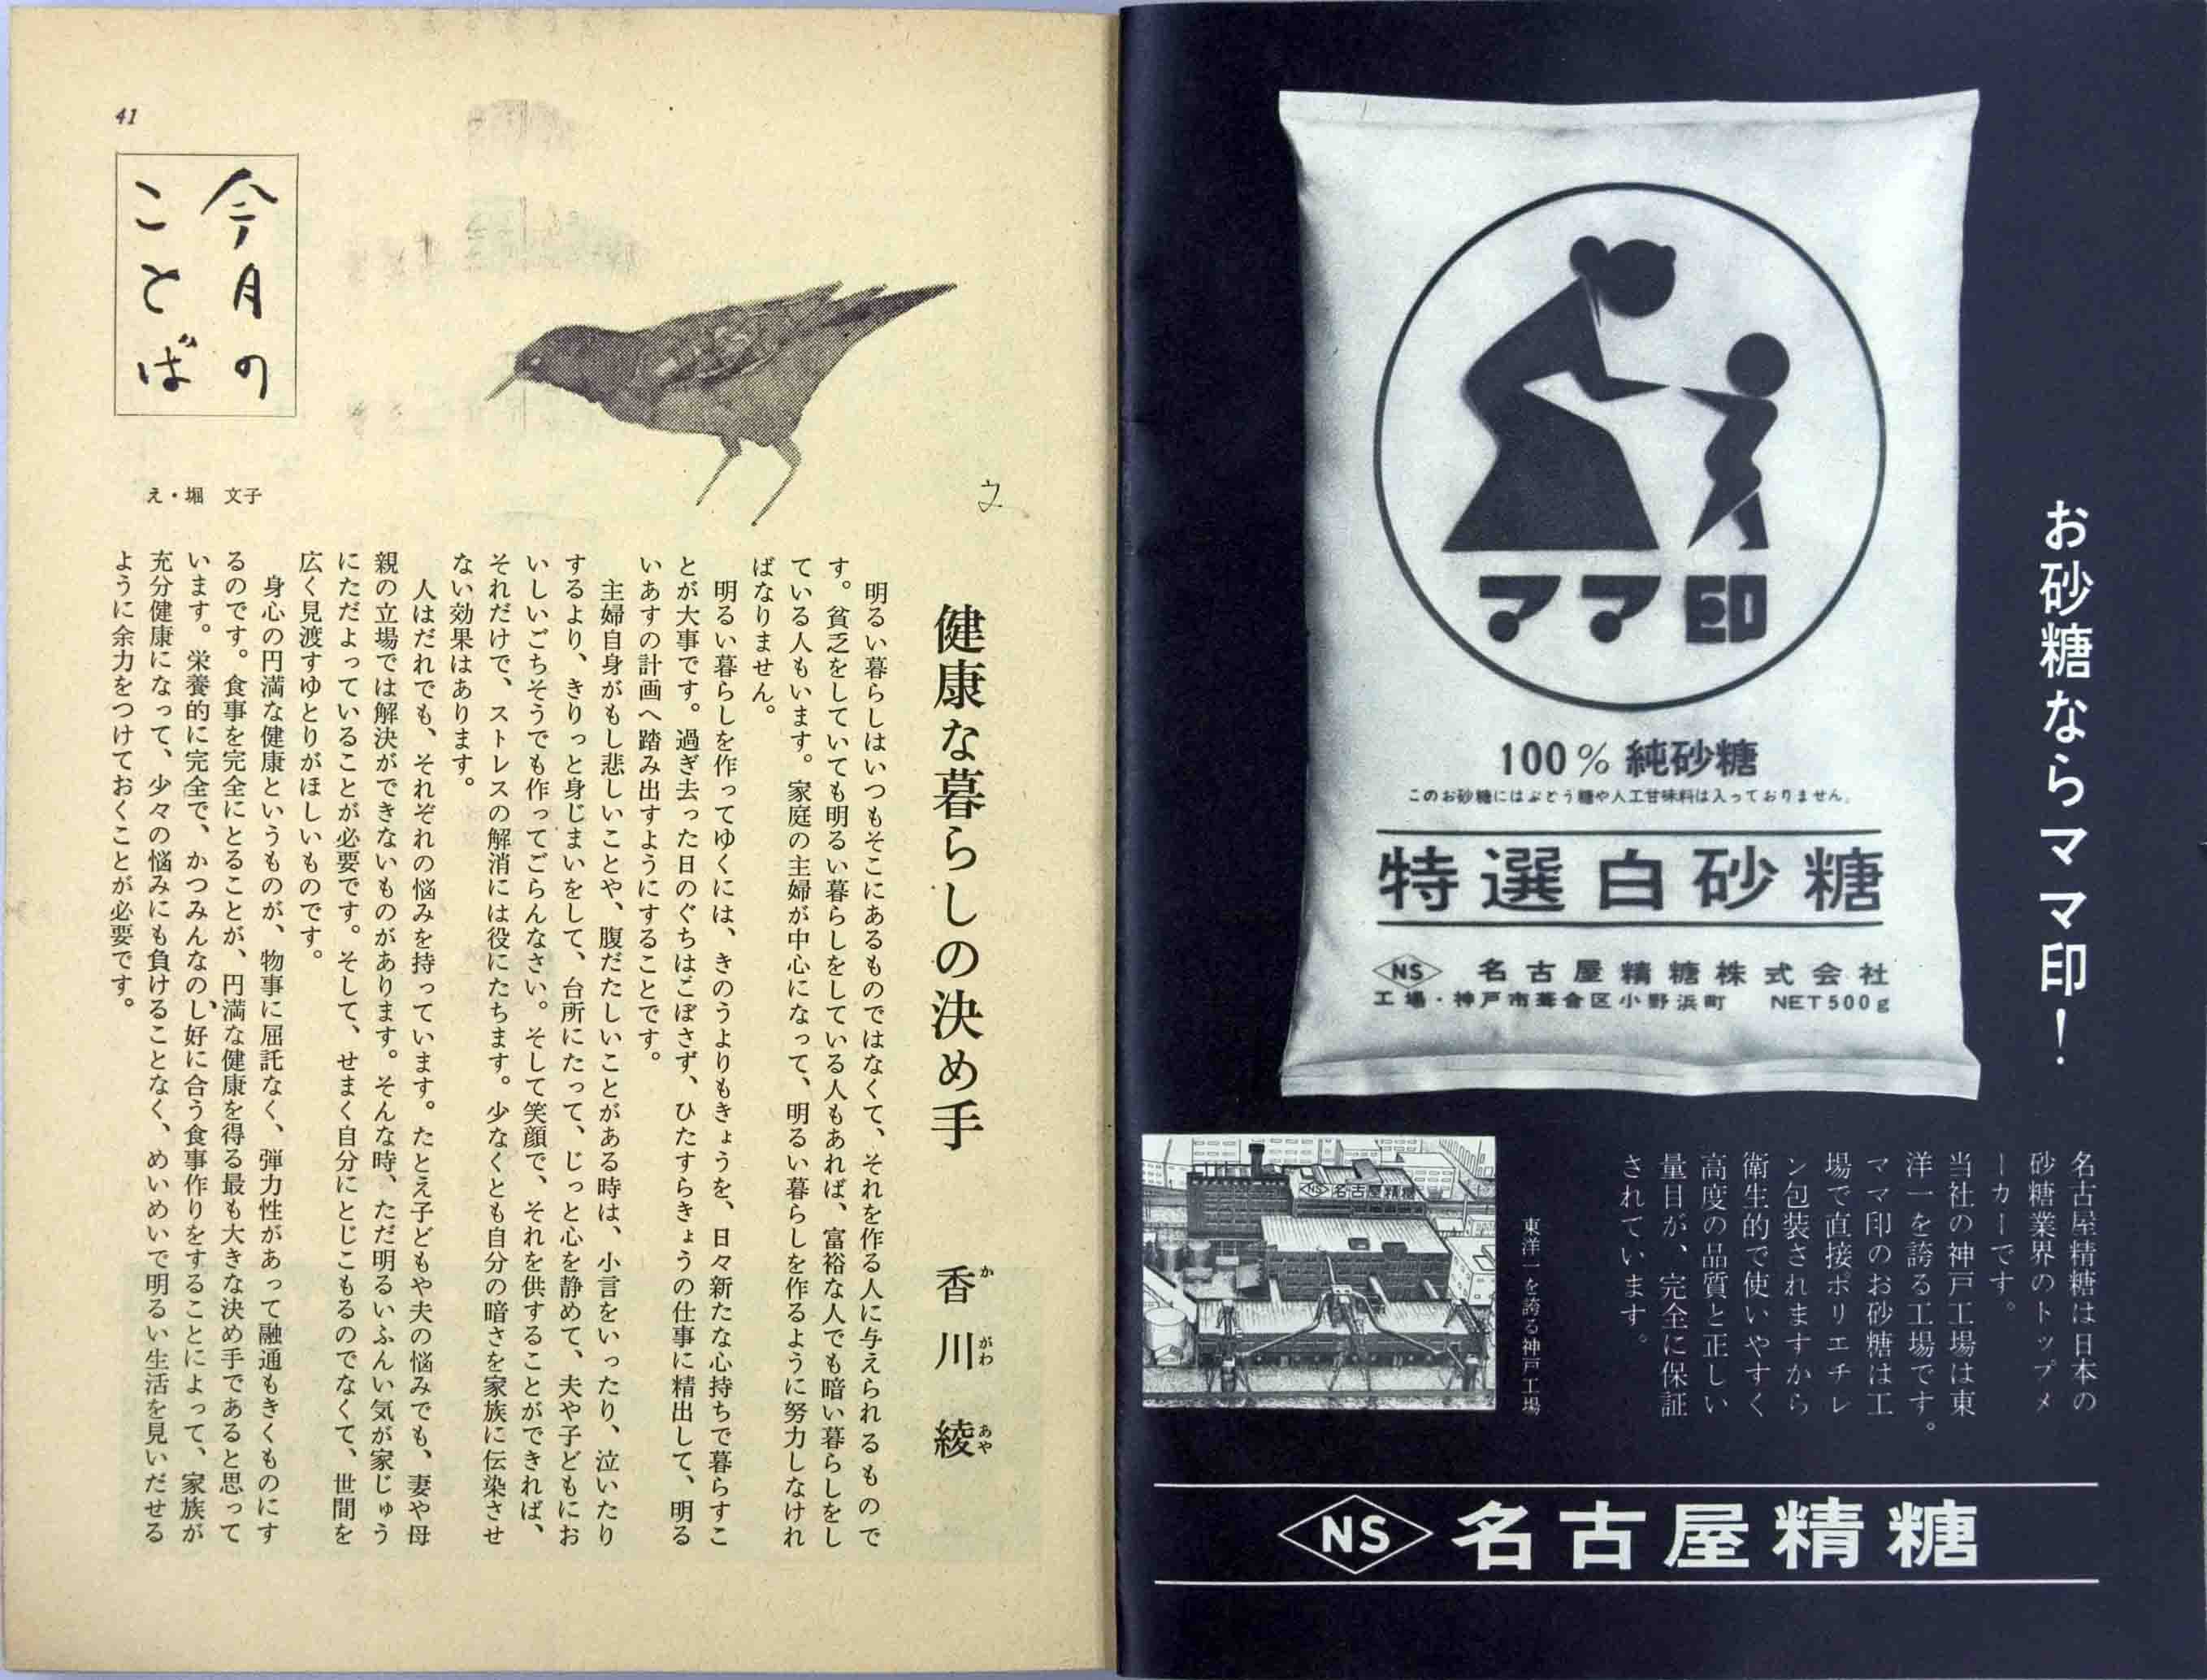 お砂糖ならママ印!
ママ印
100%純砂糖
このお砂糖にはぶどう糖や人工甘味料は入っておりません。
特選白砂糖
NS 名古屋精糖株式会社
工場・神戸市葺合区小野浜町 NET500g
名古屋精糖は日本の
砂糖業界のトップメ
ーカーです。
当社の神戸工場は東
洋一を誇る工場です。
ママ印のお砂糖は工
場で直接ポリエチレ
ン包装されますから
衛生的で使いやすく
高度の品質と正しい
量目が、完全に保証
されています。
東洋一を誇る神戸工場
NS 名古屋精糖
NS 名古屋精糖
41
今月の
ことば
え・堀 文子
健康な暮らしの決め手
香川綾
かがわあや
明るい暮らしはいつもそこにあるものではなくて、それを作る人に与えられるもので
す。貧乏をしていても明るい暮らしをしている人もあれば、富裕な人でも暗い暮らしをし
ている人もいます。家庭の主婦が中心になって、明るい暮らしを作るように努力しなけれ
ばなりません。
明るい暮らしを作ってゆくには、きのうよりもきょうを、日々新たな心持ちで暮らすこ
とが大事です。過ぎ去った日のぐちはこぼさず、ひたすらきょうの仕事に精出して、明る
いあすの計画へ踏み出すようにすることです。
主婦自身がもし悲しいことや、腹だたしいことがある時は、小言をいったり、泣いたり
するより、きりっと身じまいをして、台所にたって、じっと心を静めて、夫や子どもにお
いしいごちそうでも作ってごらんなさい。そして笑顔で、それを供することができれば、
それだけで、ストレスの解消には役にたちます。少なくとも自分の暗さを家族に伝染させ
ない効果はあります。
人はだれでも、それぞれの悩みを持っています。たとえ子どもや夫の悩みでも、妻や母
親の立場では解決ができないものがあります。そんな時、ただ明るいふんい気が家じゅう
にただよっていることが必要です。そして、せまく自分にとじこもるのでなくて、世間を
広く見渡すゆとりがほしいものです。
身心の円満な健康というものが、物事に屈託なく、弾力性があって融通もきくものにす
るのです。食事を完全にとることが、円満な健康を得る最も大きな決め手であると思って
います。栄養的に完全で、かつみんなのし好に合う食事作りをすることによって、家族が
充分健康になって、少々の悩みにも負けることなく、めいめいで明るい生活を見いだせる
ように余力をつけておくことが必要です。